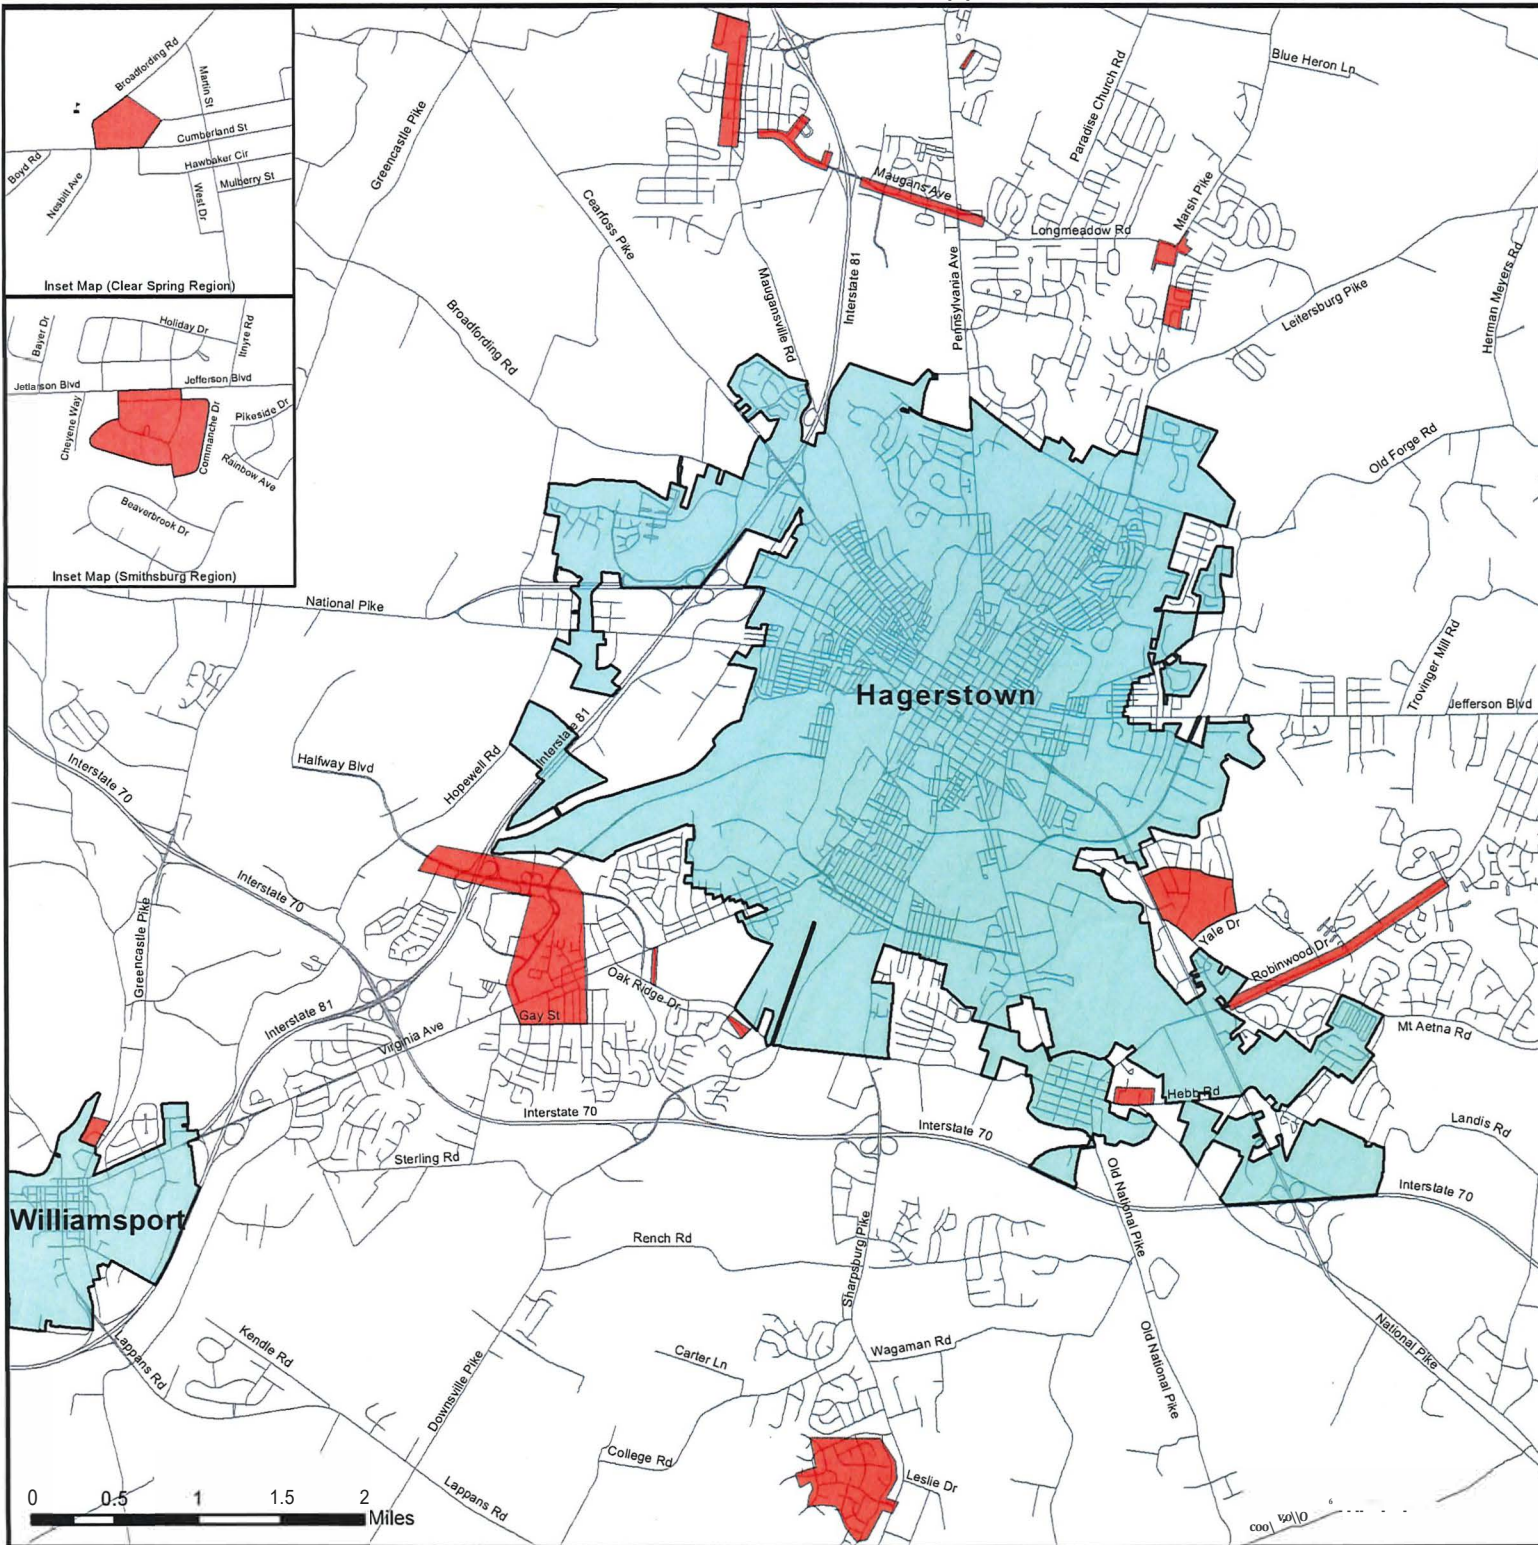 Broadfording Rd
Martin St
Cumberland St
Hawbaker Cir
Mulberry St
West Dr
Boyd Rd
Nesbitt Ave
Inset Map (Clear Spring Region)
Bayer Dr
Holiday Dr
Itnyre Rd
Jetlarson Blvd
Jefferson Blvd
Cheyene Way
Commanche Dr
Pikeside Dr
Rainbow Ave
Beaverbrook Dr
Inset Map (Smithsburg Region)
Blue Heron Ln
Paradise Church Rd
Greencastle Pike
Cearfoss Pike
Maugans Ave
Marsh Pike
Longmeadow Rd
Herman Meyers Rd
Maugansville Rd
Interstate 81
Pennsylvania Ave
Leitersburg Pike
Broadfording Rd
Old Forge Rd
National Pike
Trovinger Mill Rd
Hagerstown
Jefferson Blvd
Interstate 81
Hopewell Rd
Halfway Blvd
Interstate 70
Interstate 70
Greencastle Pike
Yale Dr
Robinwood Dr
Oak Ridge Dr
Gay St
Interstate 81
Virginia Ave
Mt Aetna Rd
Hebb Rd
Interstate 70
Interstate 70
Landis Rd
Sterling Rd
Old National Pike
Interstate 70
Williamsport
Rench Rd
Sharpsburg Pike
Kendle Rd
Lappans Rd
Downsville Pike
Carter Ln
Wagaman Rd
Old National Pike
National Pike
College Rd
Leslie Dr
Lappans Rd
0 0.5 1 1.5 2
Miles